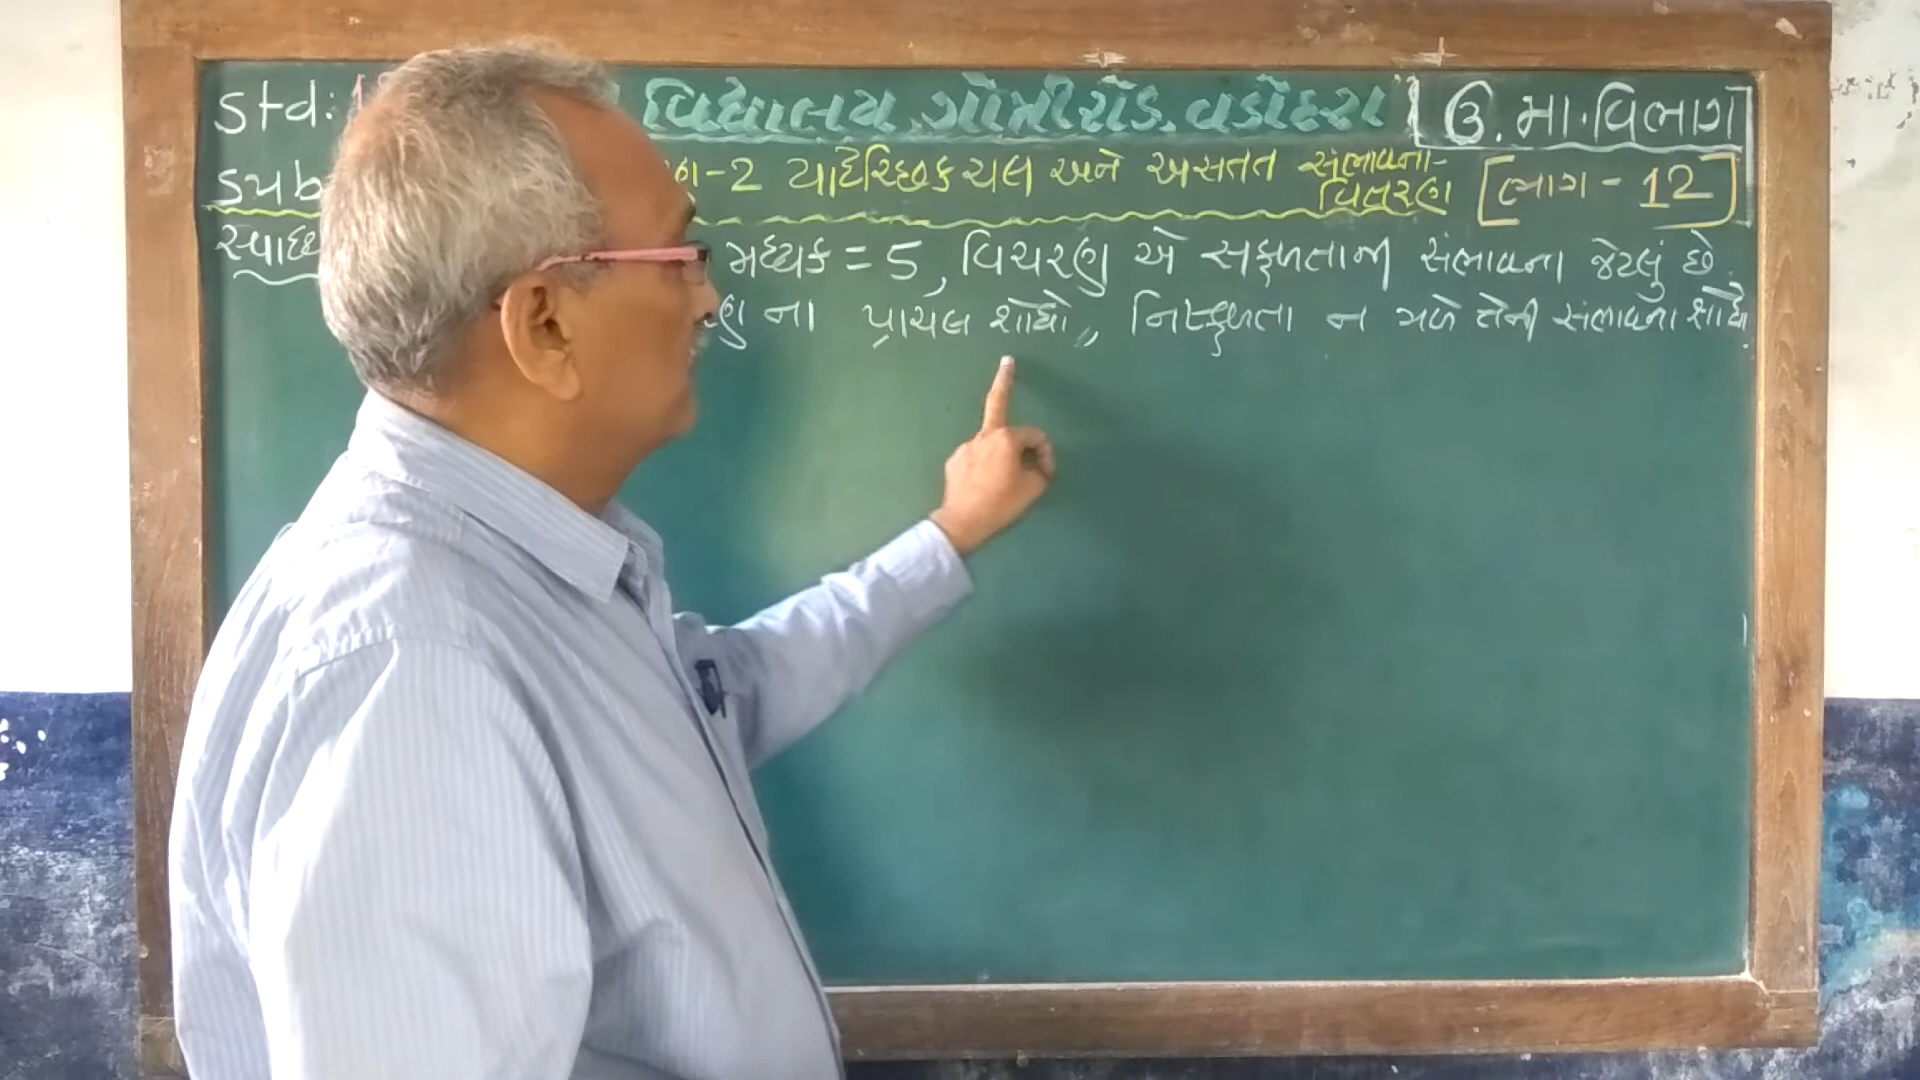 Std: વિદ્યાલય ગોત્રીરોડ. વડોદરા ઉ. મા. વિભાગ
Sub -2 યાદૈચ્છિક ચલ અને અસતત સંભાવના-વિતરણ [ભાગ - 12]
મધ્યક = 5, વિચરણ એ સફળતાની સંભાવના જેટલું છે.
ના પ્રાચલ શોધો, નિષ્ફળતા ન મળે તેની સંભાવના શોધો.